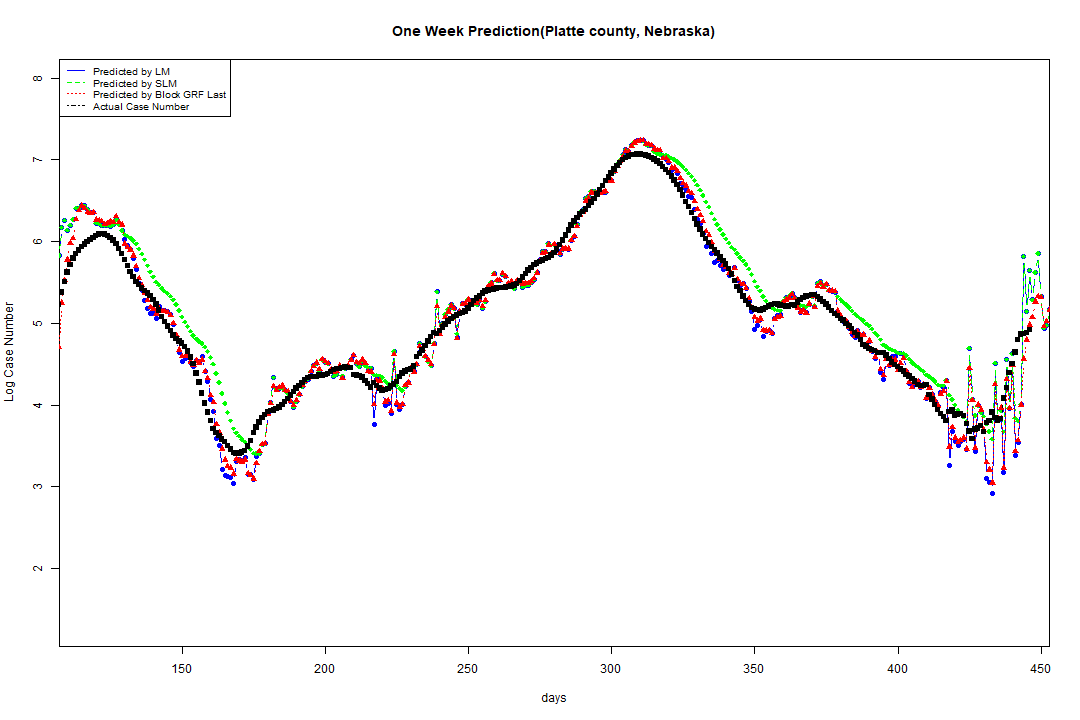 One Week Prediction(Platte county, Nebraska)
Predicted by LM
Predicted by SLM
Predicted by Block GRF Last
Actual Case Number
Log Case Number
8
7
6
5
4
3
2
150 200 250 300 350 400 450
days